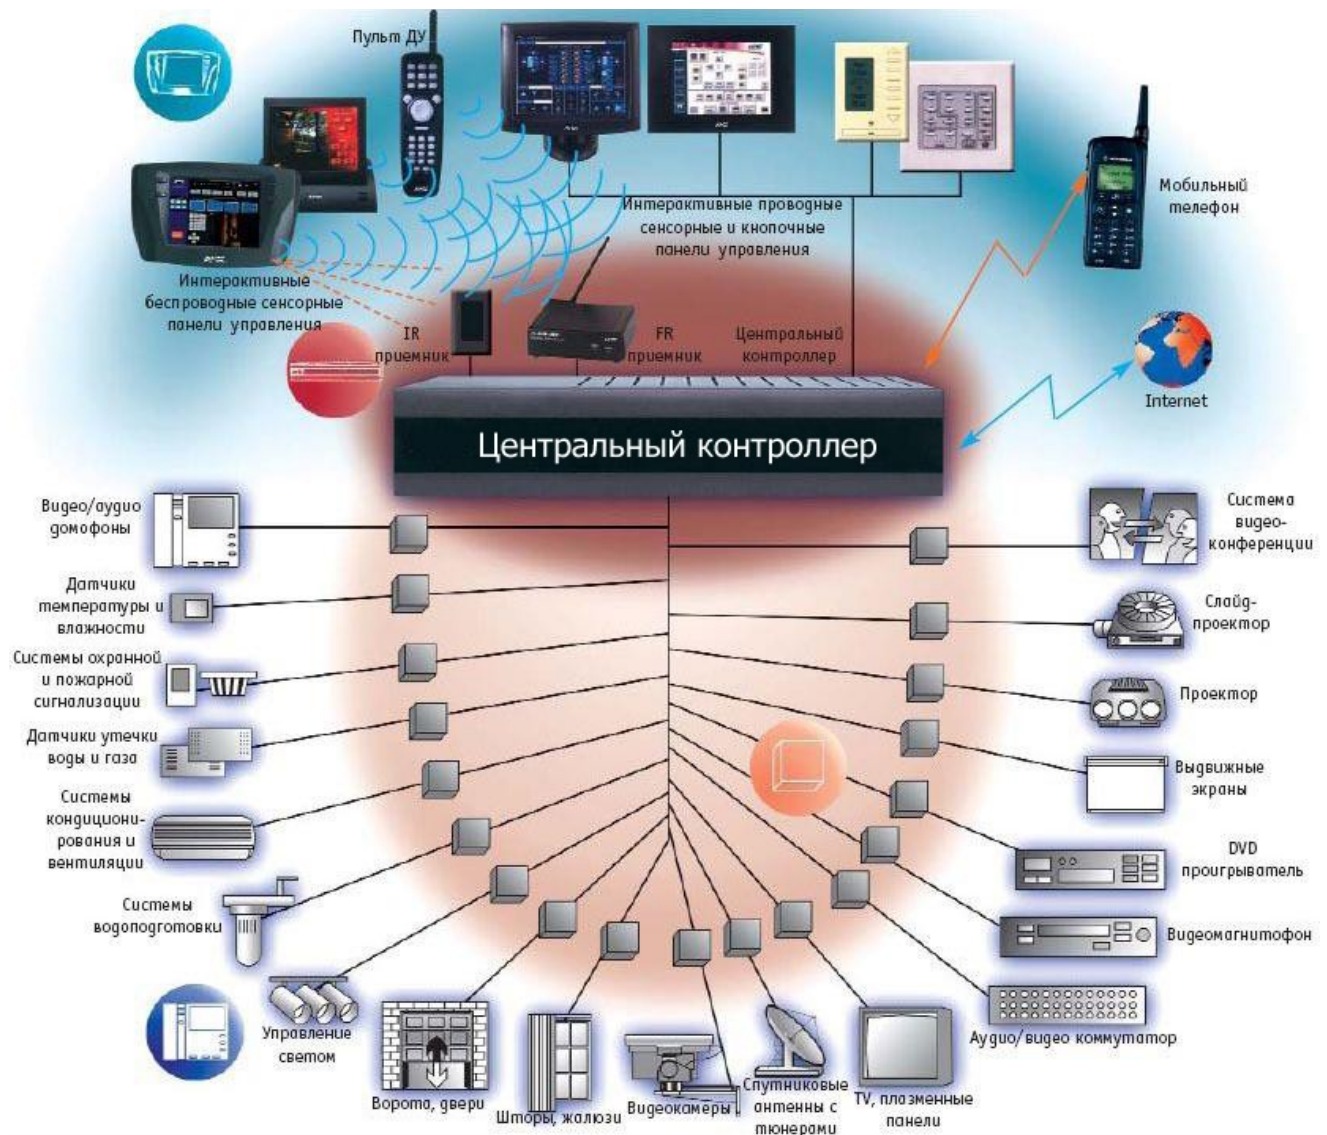 Пульт ДУ
Мобильный
телефон
Интерактивные проводные
сенсорные и кнопочные
панели управления
Интерактивные
беспроводные сенсорные
панели управления
IR
приемник
FR
приемник
Центральный
контроллер
Internet
Центральный контроллер
Видео/аудио
домофоны
Система
видео-
конференции
Датчики
температуры и
влажности
Слайд-
проектор
Системы охранной
и пожарной
сигнализации
Проектор
Датчики утечки
воды и газа
Выдвижные
экраны
Системы
кондициони-
рования и
вентиляции
DVD
проигрыватель
Системы
водоподготовки
Видеомагнитофон
Управление
светом
Аудио/видео коммутатор
Ворота, двери
Шторы, жалюзи
Видеокамеры
Спутниковые
антенны с
тюнерами
TV, плазменные
панели